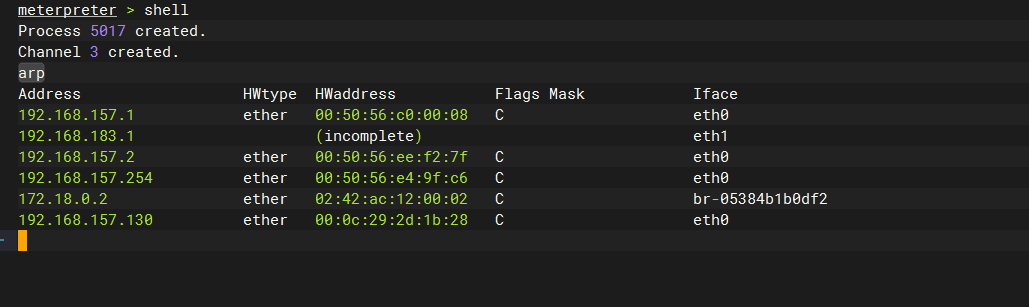 meterpreter > shell
Process 5017 created.
Channel 3 created.
arp
Address                  HWtype  HWaddress           Flags Mask            Iface
192.168.157.1            ether   00:50:56:c0:00:08   C                     eth0
192.168.183.1                    (incomplete)                              eth1
192.168.157.2            ether   00:50:56:ee:f2:7f   C                     eth0
192.168.157.254          ether   00:50:56:e4:9f:c6   C                     eth0
172.18.0.2               ether   02:42:ac:12:00:02   C                     br-05384b1b0df2
192.168.157.130          ether   00:0c:29:2d:1b:28   C                     eth0